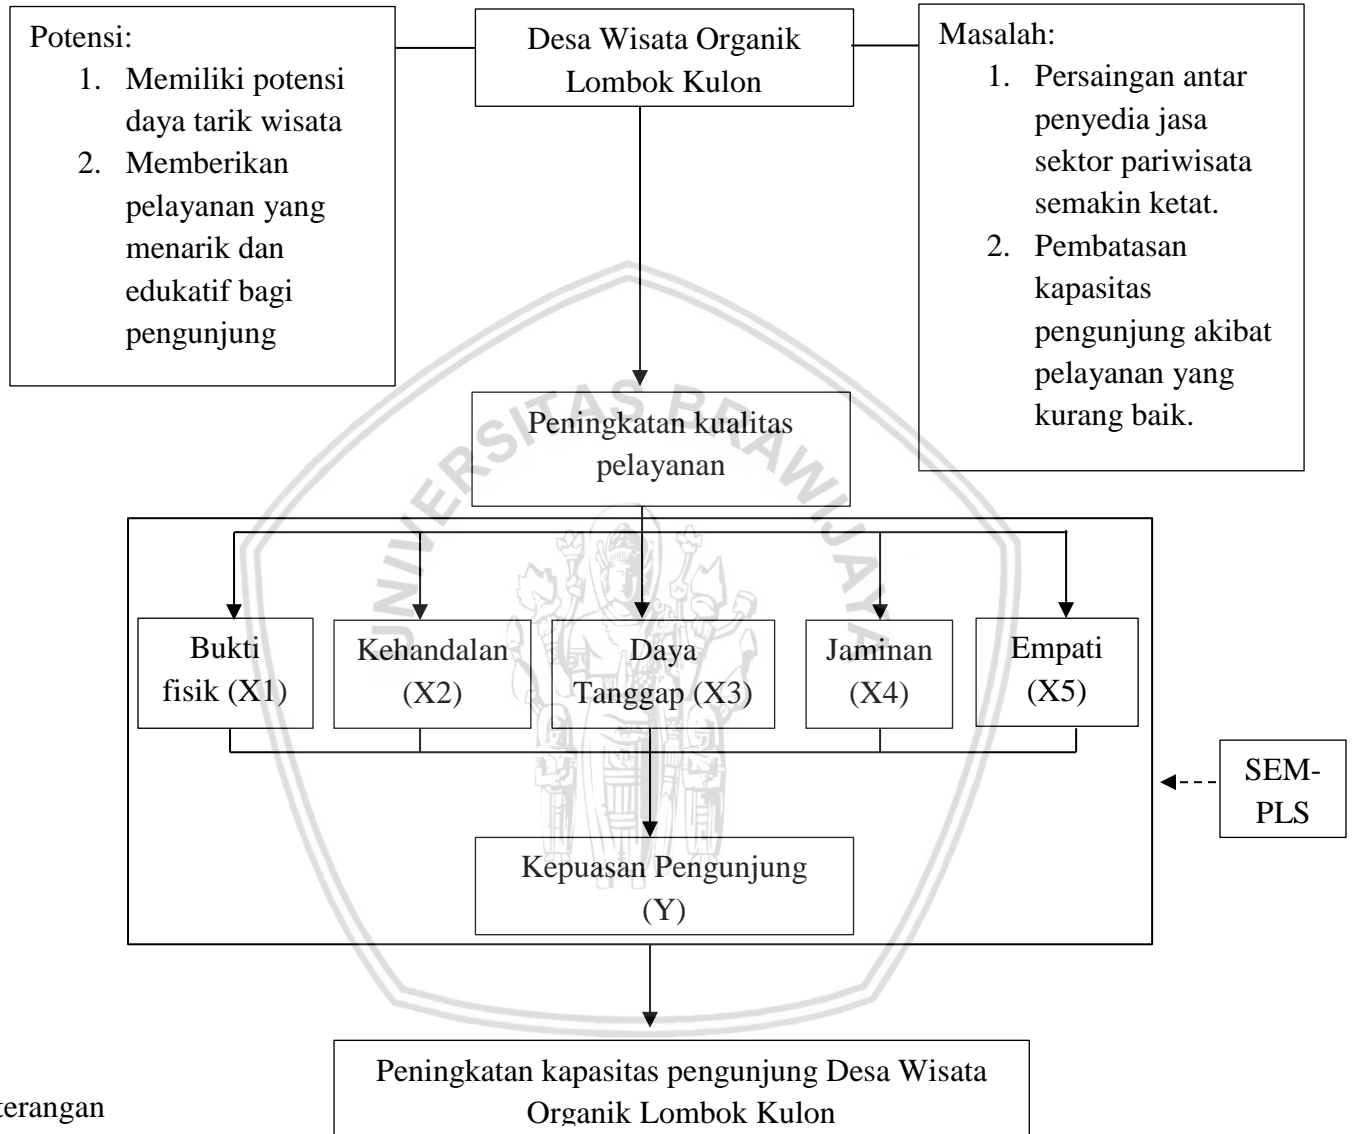 Potensi:
1. Memiliki potensi
daya tarik wisata
2. Memberikan
pelayanan yang
menarik dan
edukatif bagi
pengunjung
Desa Wisata Organik
Lombok Kulon
Masalah:
1. Persaingan antar
penyedia jasa
sektor pariwisata
semakin ketat.
2. Pembatasan
kapasitas
pengunjung akibat
pelayanan yang
kurang baik.
UNIVERSITAS BRAWIJAYA
Peningkatan kualitas
pelayanan
Bukti
fisik (X1)
Kehandalan
(X2)
Daya
Tanggap (X3)
Jaminan
(X4)
Empati
(X5)
SEM-
PLS
Kepuasan Pengunjung
(Y)
Peningkatan kapasitas pengunjung Desa Wisata
Organik Lombok Kulon
terangan